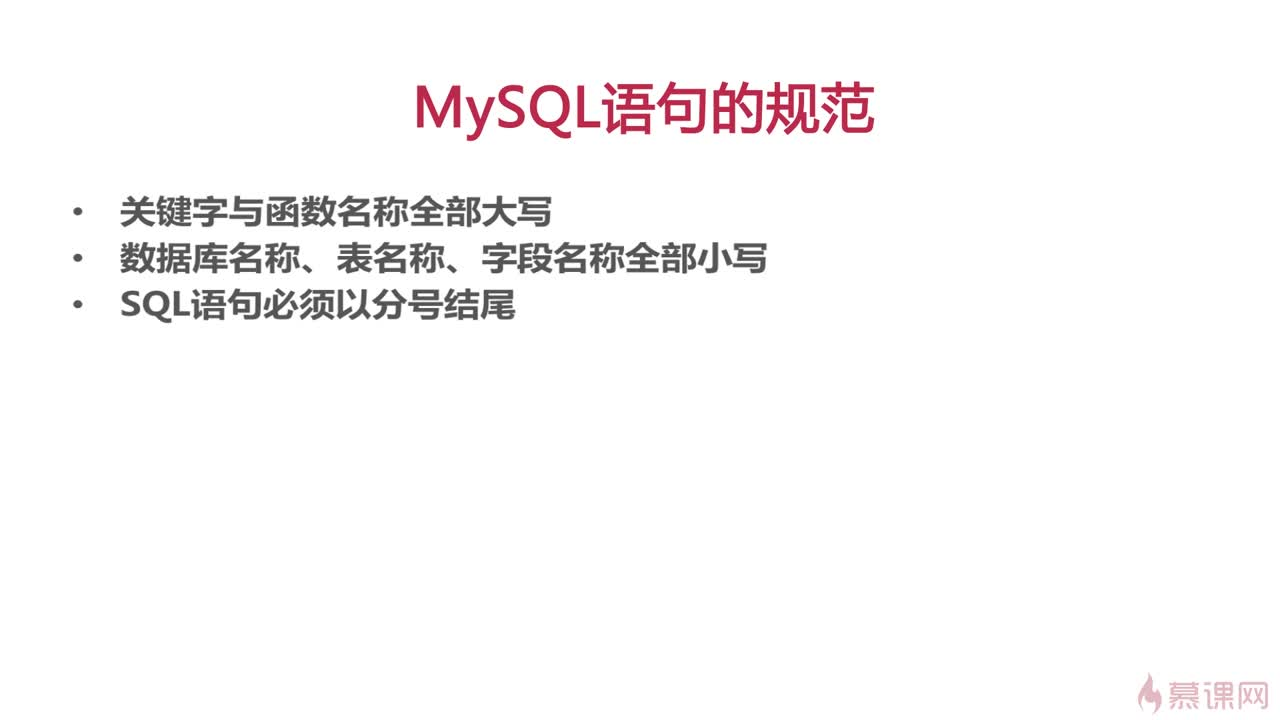 MySQL语句的规范
• 关键字与函数名称全部大写
• 数据库名称、表名称、字段名称全部小写
• SQL语句必须以分号结尾
慕课网